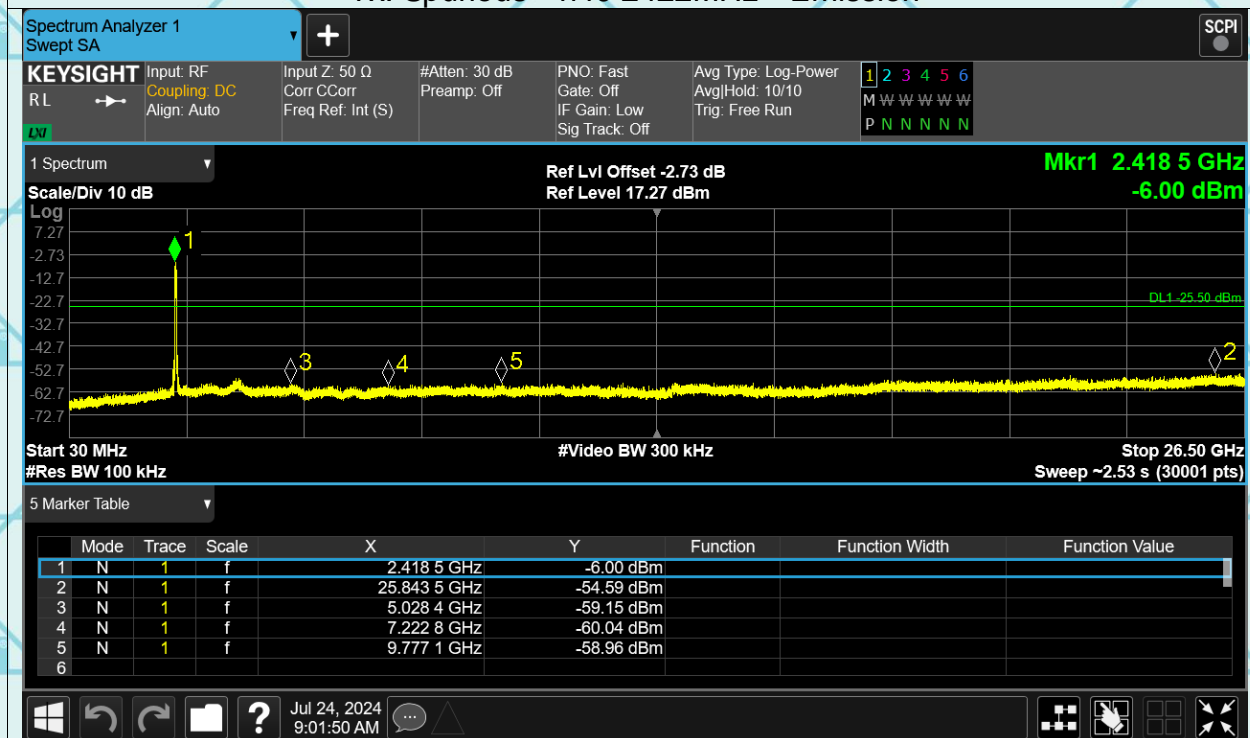 Spectrum Analyzer 1
Swept SA
+
SCPI
KEYSIGHT
R L
LXI
Input: RF
Coupling: DC
Align: Auto
Input Z: 50 Ω
Corr CCorr
Freq Ref: Int (S)
#Atten: 30 dB
Preamp: Off
PNO: Fast
Gate: Off
IF Gain: Low
Sig Track: Off
Avg Type: Log-Power
Avg|Hold: 10/10
Trig: Free Run
1 2 3 4 5 6
M W W W W W
P N N N N N
1 Spectrum
Scale/Div 10 dB
Ref Lvl Offset -2.73 dB
Ref Level 17.27 dBm
Mkr1 2.418 5 GHz
-6.00 dBm
Log
7.27
-2.73
-12.7
-22.7
-32.7
-42.7
-52.7
-62.7
-72.7
1
3
4
5
2
DL1 -25.50 dBm
Start 30 MHz
#Video BW 300 kHz
Stop 26.50 GHz
#Res BW 100 kHz
Sweep ~2.53 s (30001 pts)
5 Marker Table
Mode Trace Scale X Y Function Function Width Function Value
1 N 1 f 2.418 5 GHz -6.00 dBm
2 N 1 f 25.843 5 GHz -54.59 dBm
3 N 1 f 5.028 4 GHz -59.15 dBm
4 N 1 f 7.222 8 GHz -60.04 dBm
5 N 1 f 9.777 1 GHz -58.96 dBm
6
?
Jul 24, 2024
9:01:50 AM